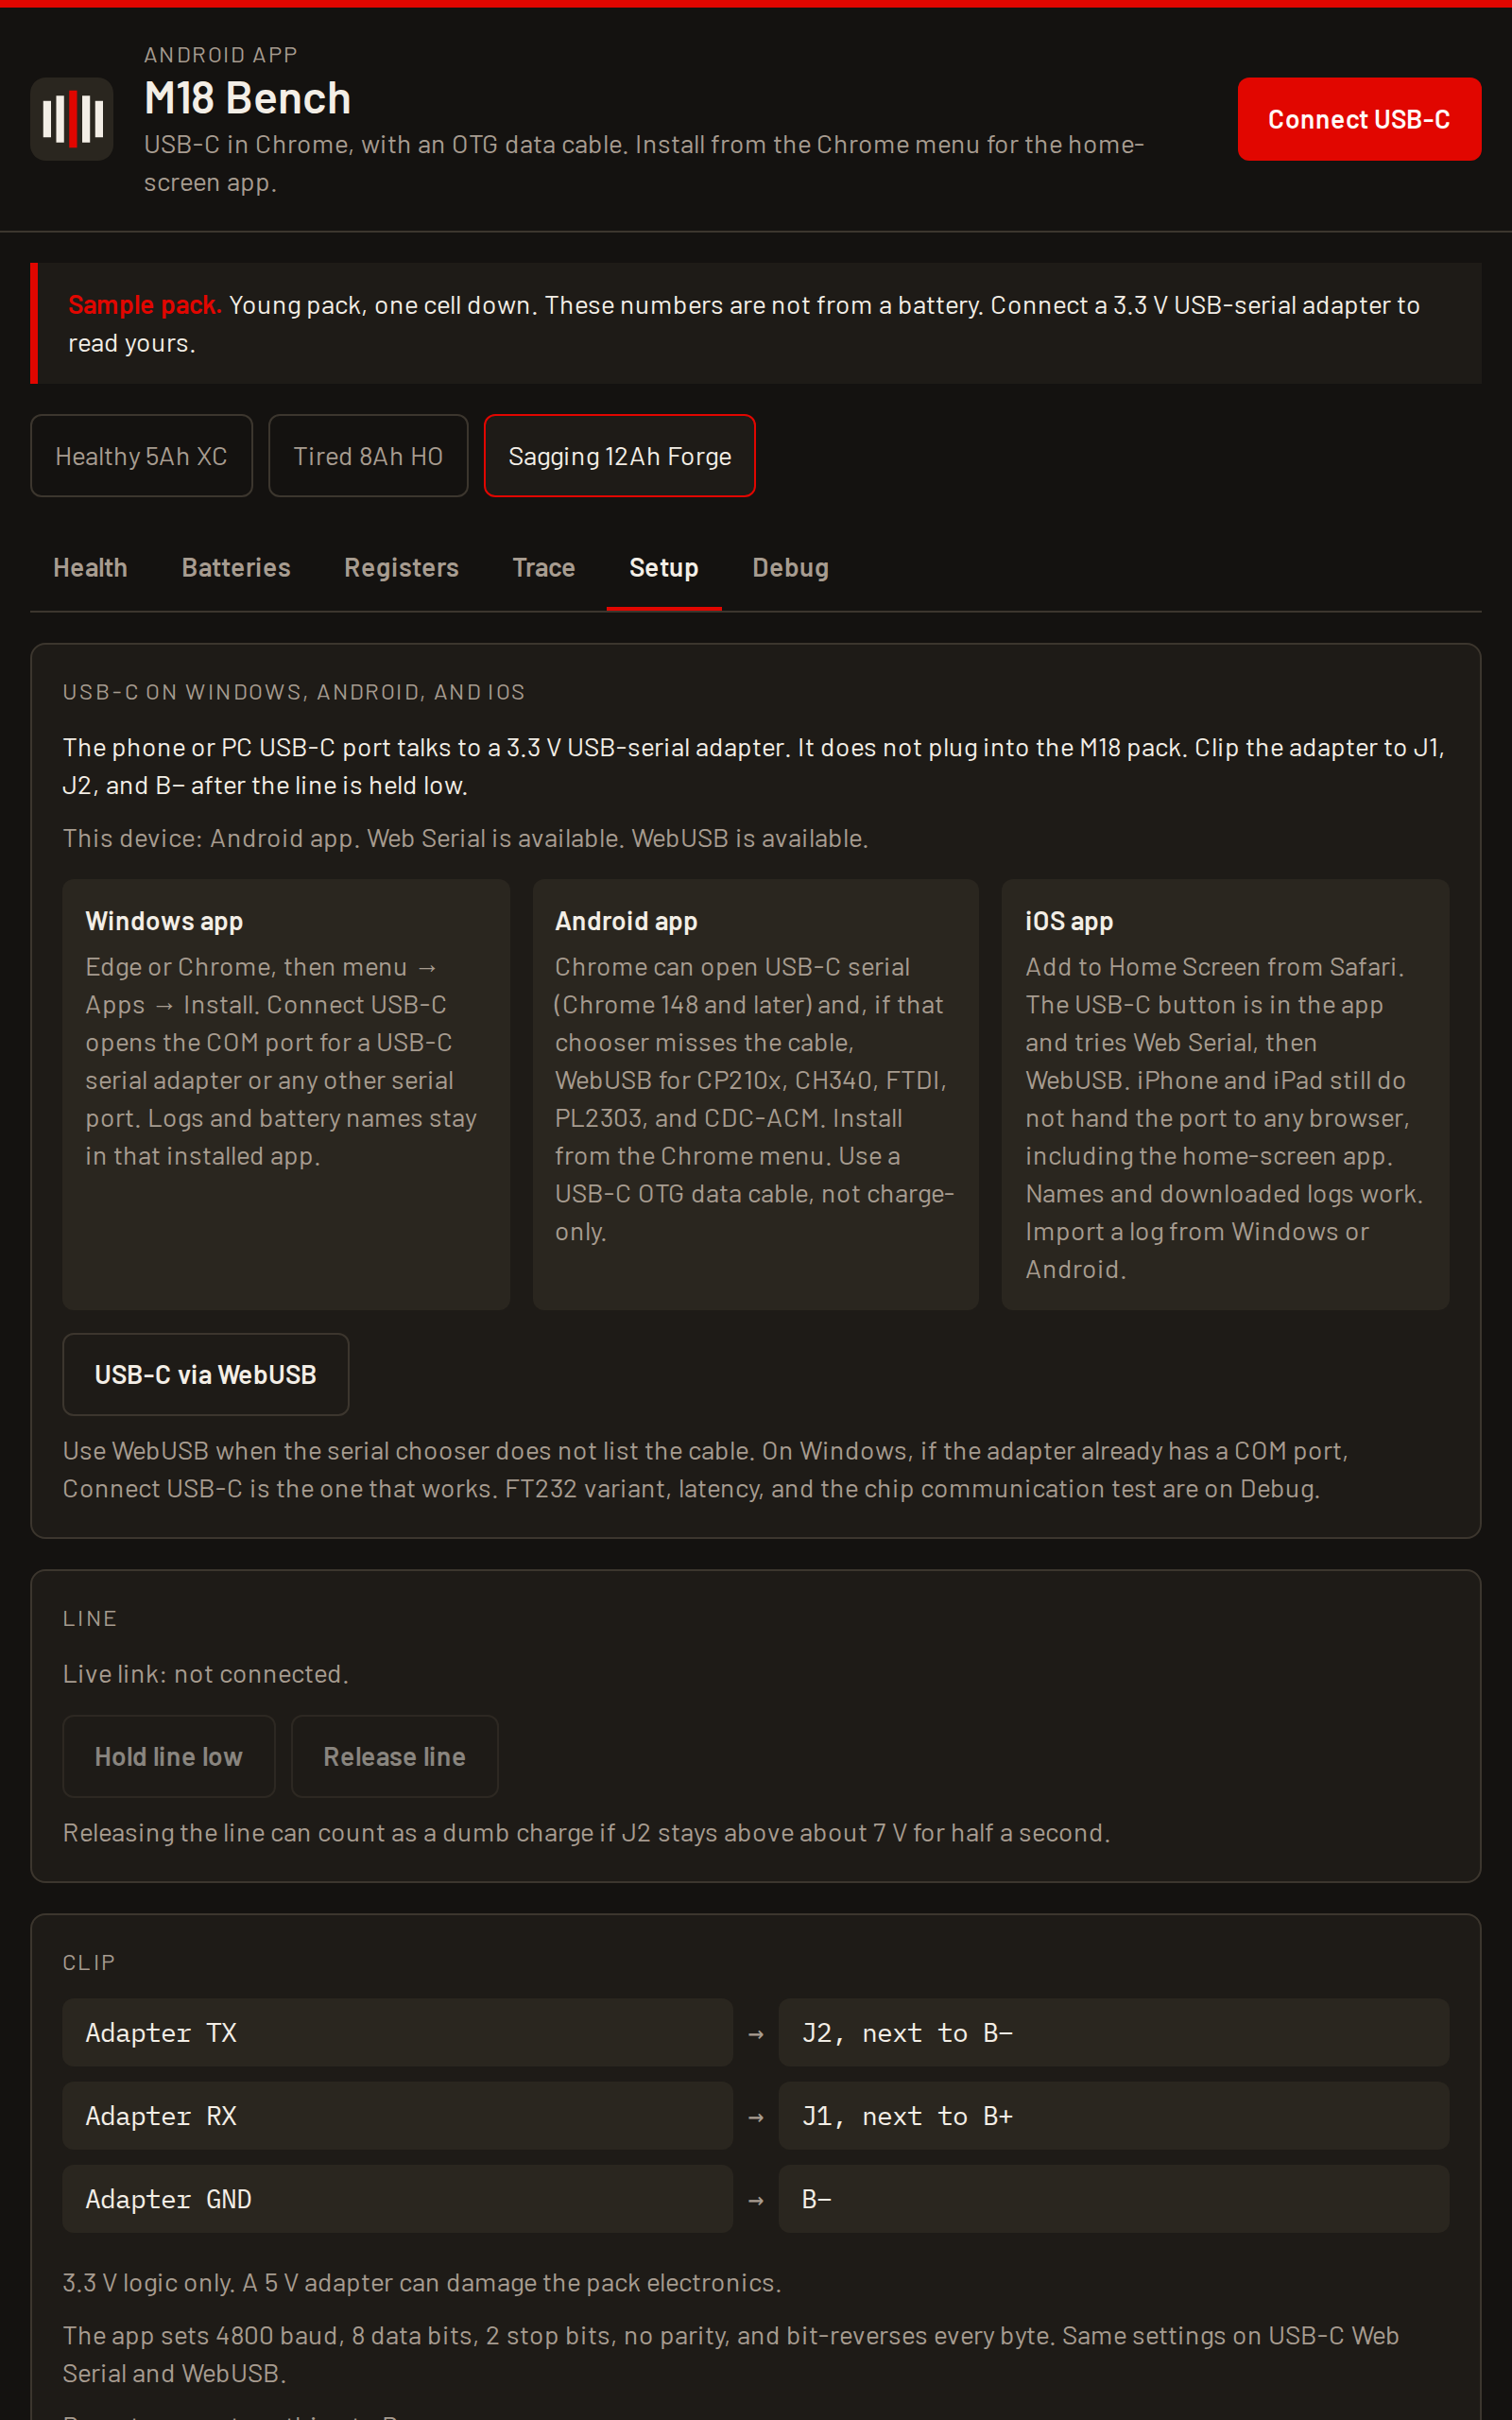 ANDROID APP
M18 Bench
USB-C in Chrome, with an OTG data cable. Install from the Chrome menu for the home-
screen app.
Connect USB-C
Sample pack. Young pack, one cell down. These numbers are not from a battery. Connect a 3.3 V USB-serial adapter to
read yours.
Healthy 5Ah XC
Tired 8Ah HO
Sagging 12Ah Forge
Health
Batteries
Registers
Trace
Setup
Debug
USB-C ON WINDOWS, ANDROID, AND IOS
The phone or PC USB-C port talks to a 3.3 V USB-serial adapter. It does not plug into the M18 pack. Clip the adapter to J1,
J2, and B− after the line is held low.
This device: Android app. Web Serial is available. WebUSB is available.
Windows app
Edge or Chrome, then menu →
Apps → Install. Connect USB-C
opens the COM port for a USB-C
serial adapter or any other serial
port. Logs and battery names stay
in that installed app.
Android app
Chrome can open USB-C serial
(Chrome 148 and later) and, if that
chooser misses the cable,
WebUSB for CP210x, CH340, FTDI,
PL2303, and CDC-ACM. Install
from the Chrome menu. Use a
USB-C OTG data cable, not charge-
only.
iOS app
Add to Home Screen from Safari.
The USB-C button is in the app
and tries Web Serial, then
WebUSB. iPhone and iPad still do
not hand the port to any browser,
including the home-screen app.
Names and downloaded logs work.
Import a log from Windows or
Android.
USB-C via WebUSB
Use WebUSB when the serial chooser does not list the cable. On Windows, if the adapter already has a COM port,
Connect USB-C is the one that works. FT232 variant, latency, and the chip communication test are on Debug.
LINE
Live link: not connected.
Hold line low
Release line
Releasing the line can count as a dumb charge if J2 stays above about 7 V for half a second.
CLIP
Adapter TX → J2, next to B−
Adapter RX → J1, next to B+
Adapter GND → B−
3.3 V logic only. A 5 V adapter can damage the pack electronics.
The app sets 4800 baud, 8 data bits, 2 stop bits, no parity, and bit-reverses every byte. Same settings on USB-C Web
Serial and WebUSB.